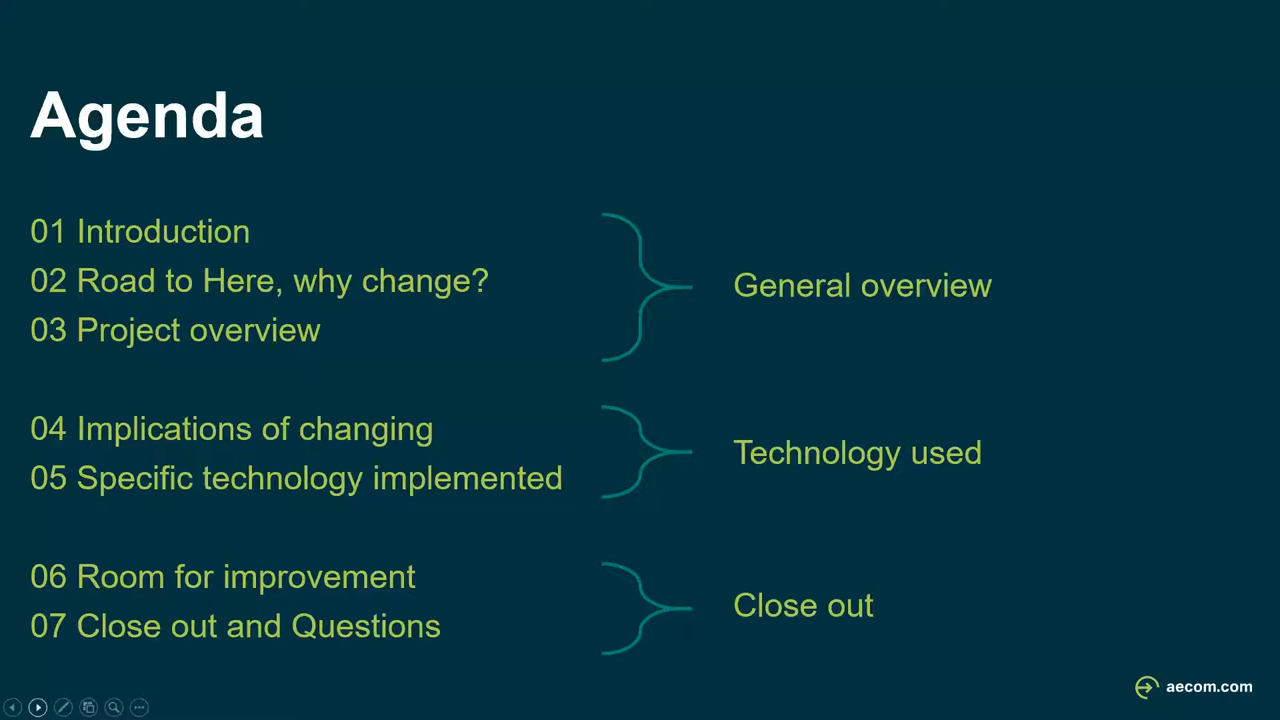 Agenda
01 Introduction
02 Road to Here, why change?
03 Project overview
General overview
04 Implications of changing
05 Specific technology implemented
Technology used
06 Room for improvement
07 Close out and Questions
Close out
aecom.com